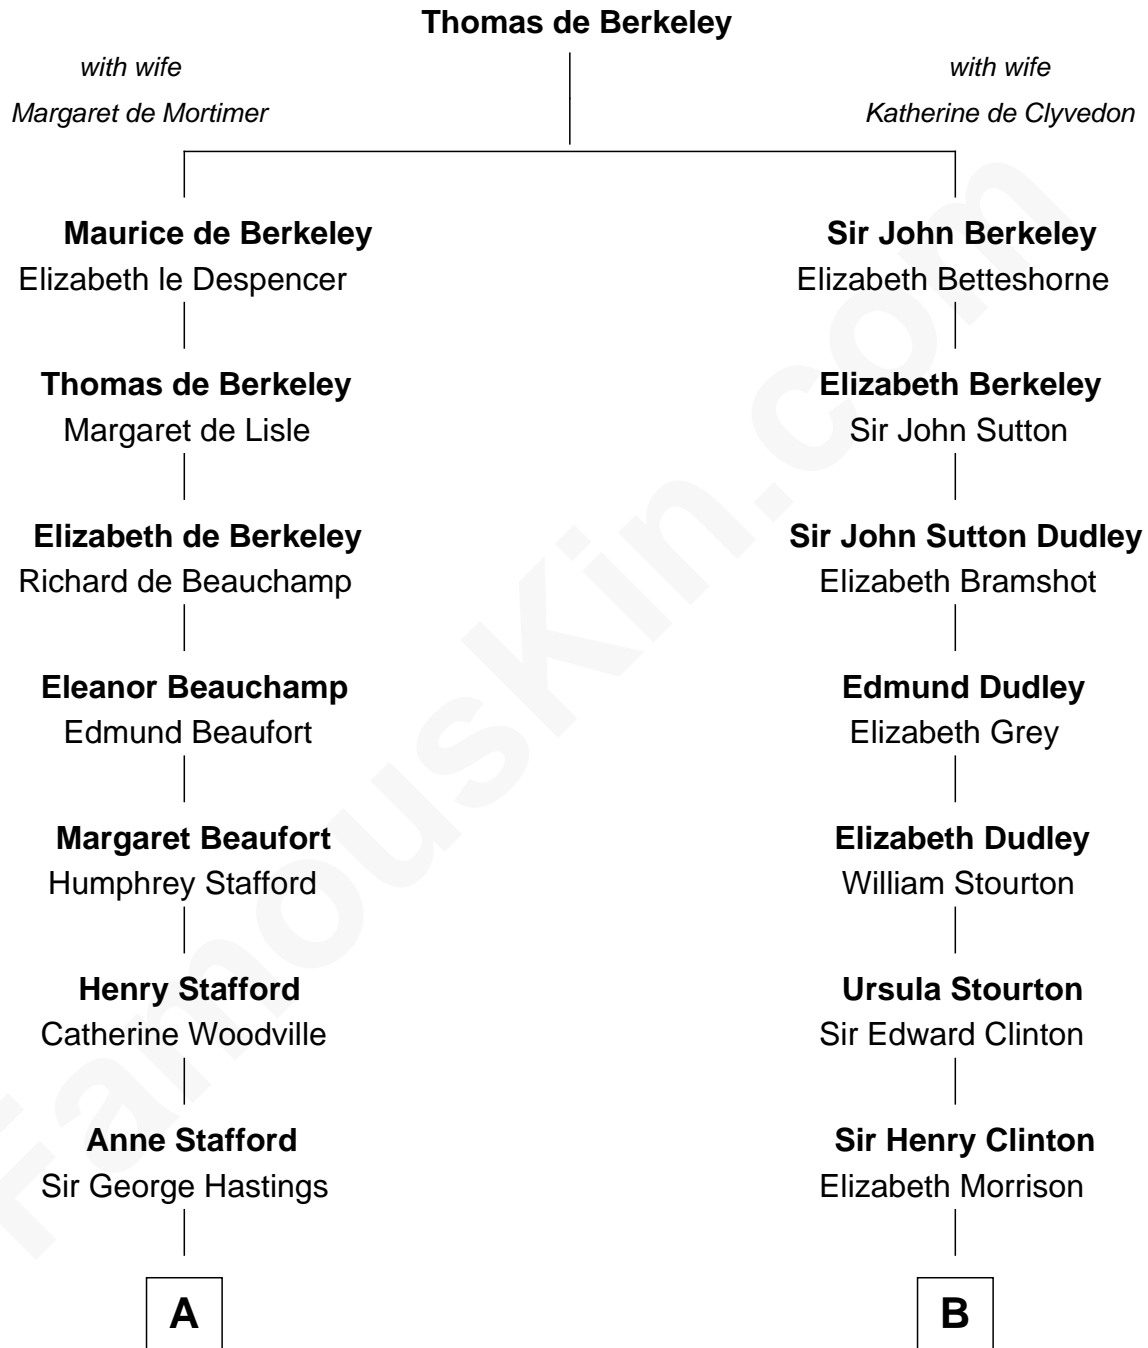 Thomas de Berkeley
with wife
Margaret de Mortimer
with wife
Katherine de Clyvedon
Maurice de Berkeley
Elizabeth le Despencer
Sir John Berkeley
Elizabeth Betteshorne
Thomas de Berkeley
Margaret de Lisle
Elizabeth Berkeley
Sir John Sutton
Elizabeth de Berkeley
Richard de Beauchamp
Sir John Sutton Dudley
Elizabeth Bramshot
Eleanor Beauchamp
Edmund Beaufort
Edmund Dudley
Elizabeth Grey
Margaret Beaufort
Humphrey Stafford
Elizabeth Dudley
William Stourton
Henry Stafford
Catherine Woodville
Ursula Stourton
Sir Edward Clinton
Anne Stafford
Sir George Hastings
Sir Henry Clinton
Elizabeth Morrison
A
B
FamousKin.com